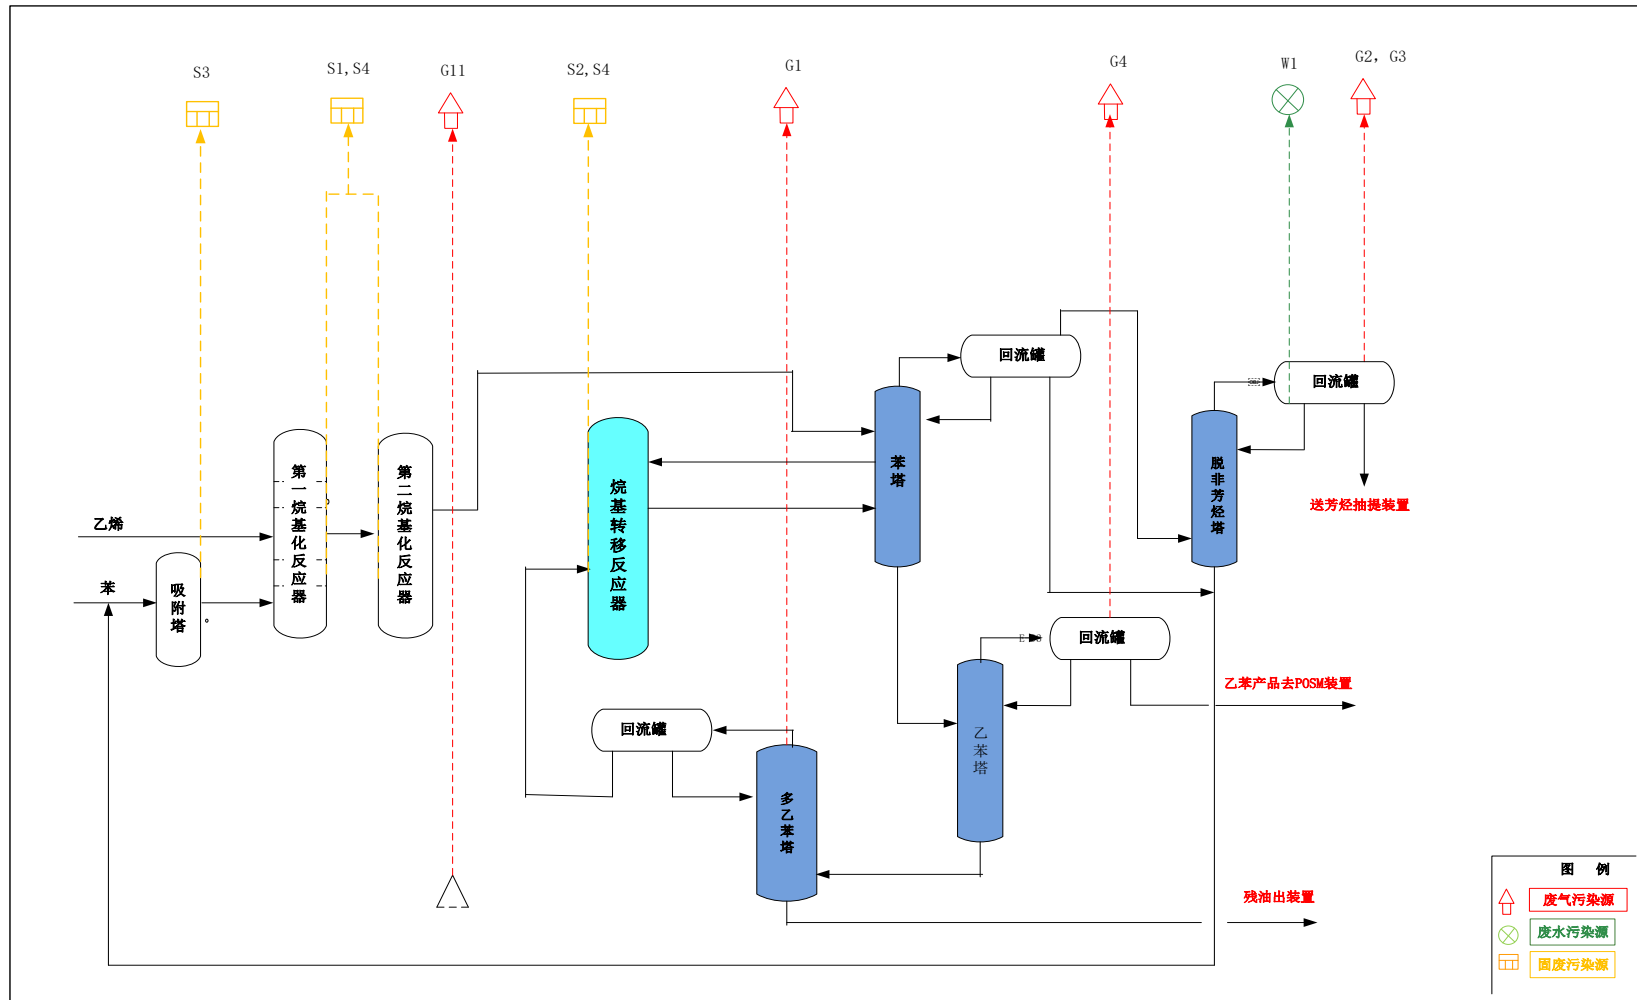 S3
S1,S4
G11
S2,S4
G1
G4
W1
G2, G3
回流罐
回流罐
苯塔
脱非芳烃塔
第一烷基化反应器
第二烷基化反应器
烷基转移反应器
送芳烃抽提装置
乙烯
苯
吸附塔
回流罐
乙苯产品去POSM装置
回流罐
乙苯塔
多乙苯塔
残油出装置
图 例
废气污染源
废水污染源
固废污染源